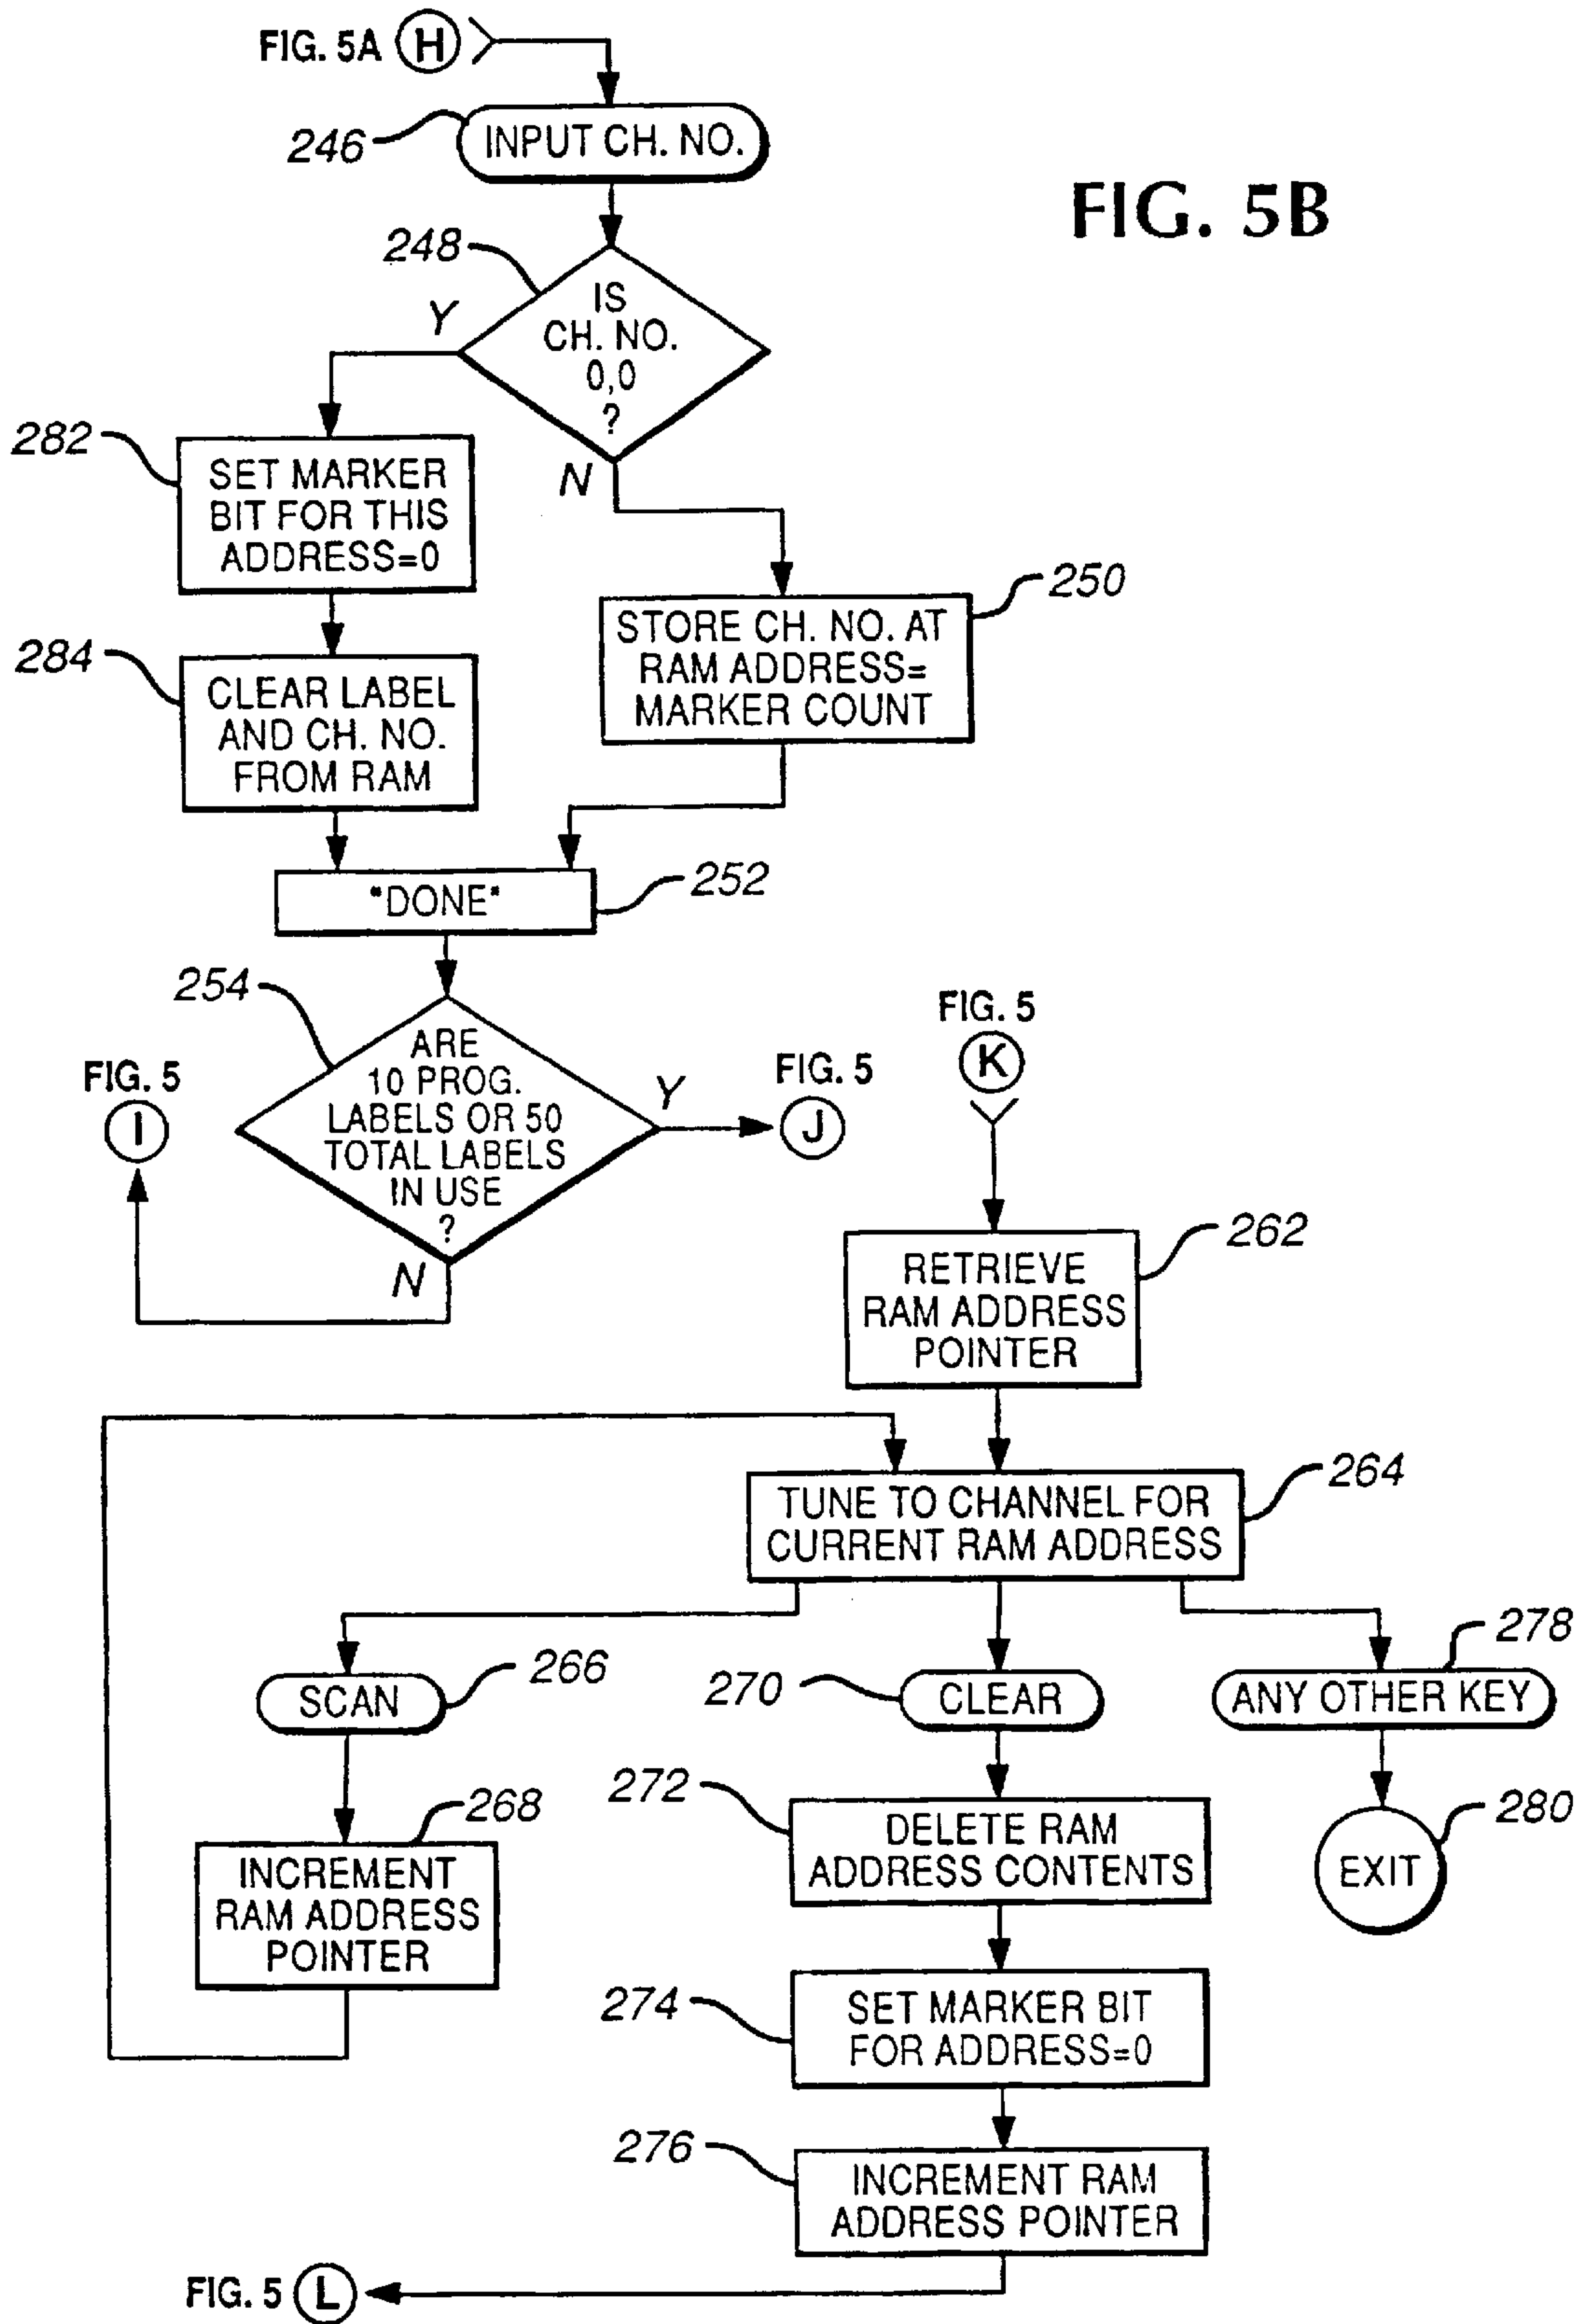 FIG. 5A H
246 INPUT CH. NO.
FIG. 5B
248
IS
CH. NO.
0,0
?
Y
N
282
SET MARKER
BIT FOR THIS
ADDRESS=0
284
CLEAR LABEL
AND CH. NO.
FROM RAM
250
STORE CH. NO. AT
RAM ADDRESS=
MARKER COUNT
"DONE"
252
254
ARE
10 PROG.
LABELS OR 50
TOTAL LABELS
IN USE
?
Y
N
FIG. 5
I
FIG. 5
J
FIG. 5
K
262
RETRIEVE
RAM ADDRESS
POINTER
264
TUNE TO CHANNEL FOR
CURRENT RAM ADDRESS
SCAN
266
268
INCREMENT
RAM ADDRESS
POINTER
270
CLEAR
272
DELETE RAM
ADDRESS CONTENTS
274
SET MARKER BIT
FOR ADDRESS=0
276
INCREMENT RAM
ADDRESS POINTER
278
ANY OTHER KEY
280
EXIT
FIG. 5 L